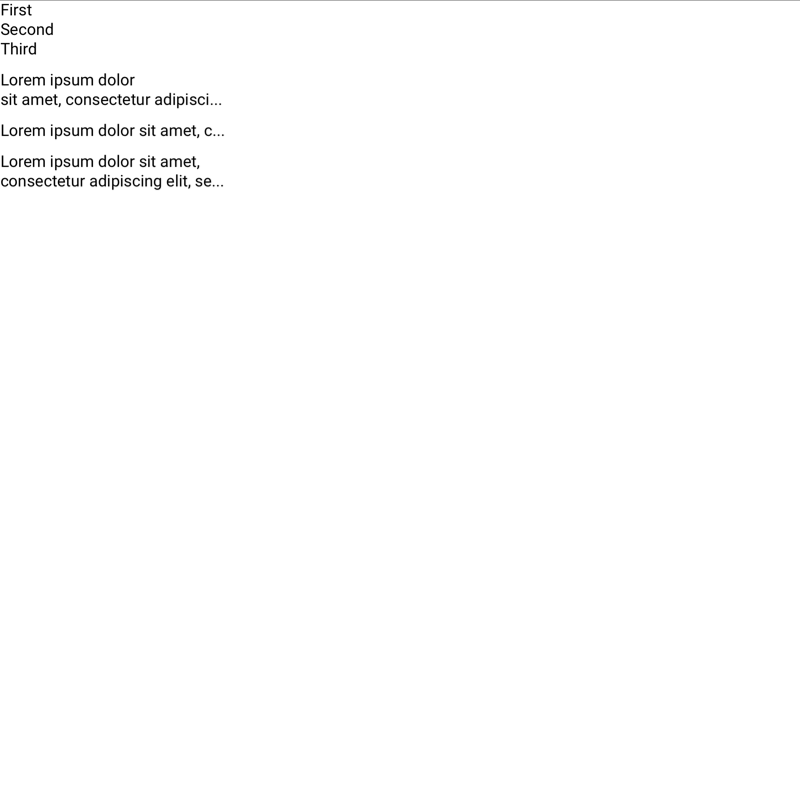 First
Second
Third
Lorem ipsum dolor
sit amet, consectetur adipisci...
Lorem ipsum dolor sit amet, c...
Lorem ipsum dolor sit amet,
consectetur adipiscing elit, se...